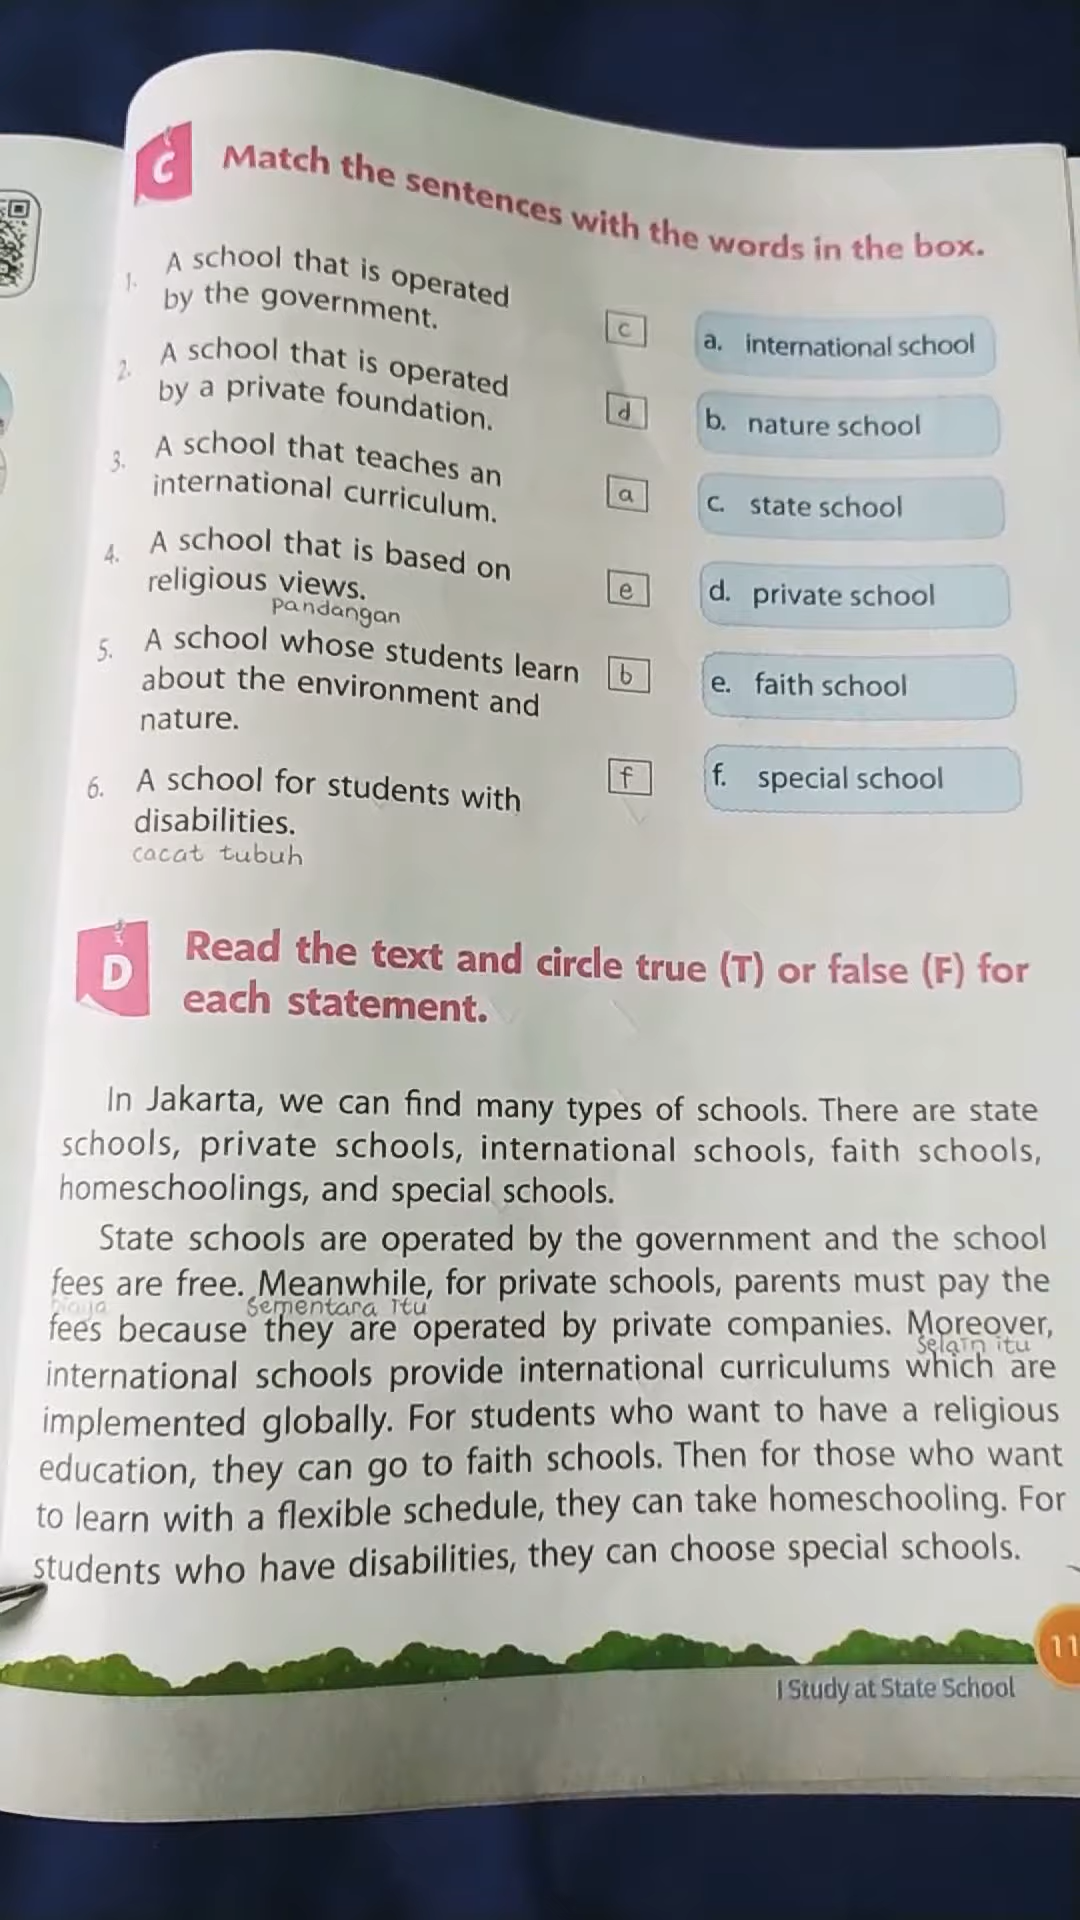 C Match the sentences with the words in the box.
1. A school that is operated
by the government.
c
a. international school
2. A school that is operated
by a private foundation.
d
b. nature school
3. A school that teaches an
international curriculum.
a
c. state school
4. A school that is based on
religious views.
pandangan
e
d. private school
5. A school whose students learn
about the environment and
nature.
b
e. faith school
6. A school for students with
disabilities.
cacat tubuh
f
f. special school
D Read the text and circle true (T) or false (F) for
each statement.
In Jakarta, we can find many types of schools. There are state
schools, private schools, international schools, faith schools,
homeschoolings, and special schools.
State schools are operated by the government and the school
fees are free. Meanwhile, for private schools, parents must pay the
biaya sementara itu
fees because they are operated by private companies. Moreover,
selain itu
international schools provide international curriculums which are
implemented globally. For students who want to have a religious
education, they can go to faith schools. Then for those who want
to learn with a flexible schedule, they can take homeschooling. For
students who have disabilities, they can choose special schools.
11
I Study at State School